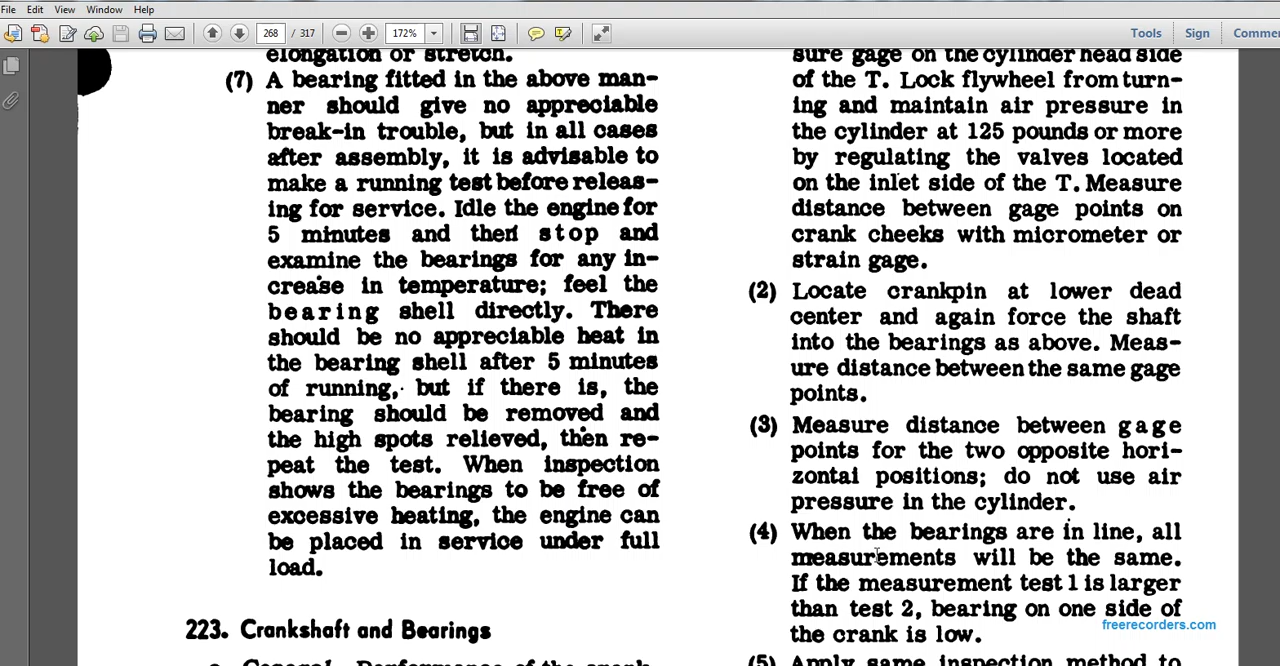 File Edit View Window Help
268 / 317 172% Tools Sign Comme
elongation or stretch.
(7) A bearing fitted in the above man-
ner should give no appreciable
break-in trouble, but in all cases
after assembly, it is advisable to
make a running test before releas-
ing for service. Idle the engine for
5 minutes and then stop and
examine the bearings for any in-
crease in temperature; feel the
bearing shell directly. There
should be no appreciable heat in
the bearing shell after 5 minutes
of running, but if there is, the
bearing should be removed and
the high spots relieved, then re-
peat the test. When inspection
shows the bearings to be free of
excessive heating, the engine can
be placed in service under full
load.
223. Crankshaft and Bearings
a. General. Performance of the crank-
sure gage on the cylinder head side
of the T. Lock flywheel from turn-
ing and maintain air pressure in
the cylinder at 125 pounds or more
by regulating the valves located
on the inlet side of the T. Measure
distance between gage points on
crank cheeks with micrometer or
strain gage.
(2) Locate crankpin at lower dead
center and again force the shaft
into the bearings as above. Meas-
ure distance between the same gage
points.
(3) Measure distance between gage
points for the two opposite hori-
zontal positions; do not use air
pressure in the cylinder.
(4) When the bearings are in line, all
measurements will be the same.
If the measurement test 1 is larger
than test 2, bearing on one side of
the crank is low.
freerecorders.com
(5) Apply same inspection method to